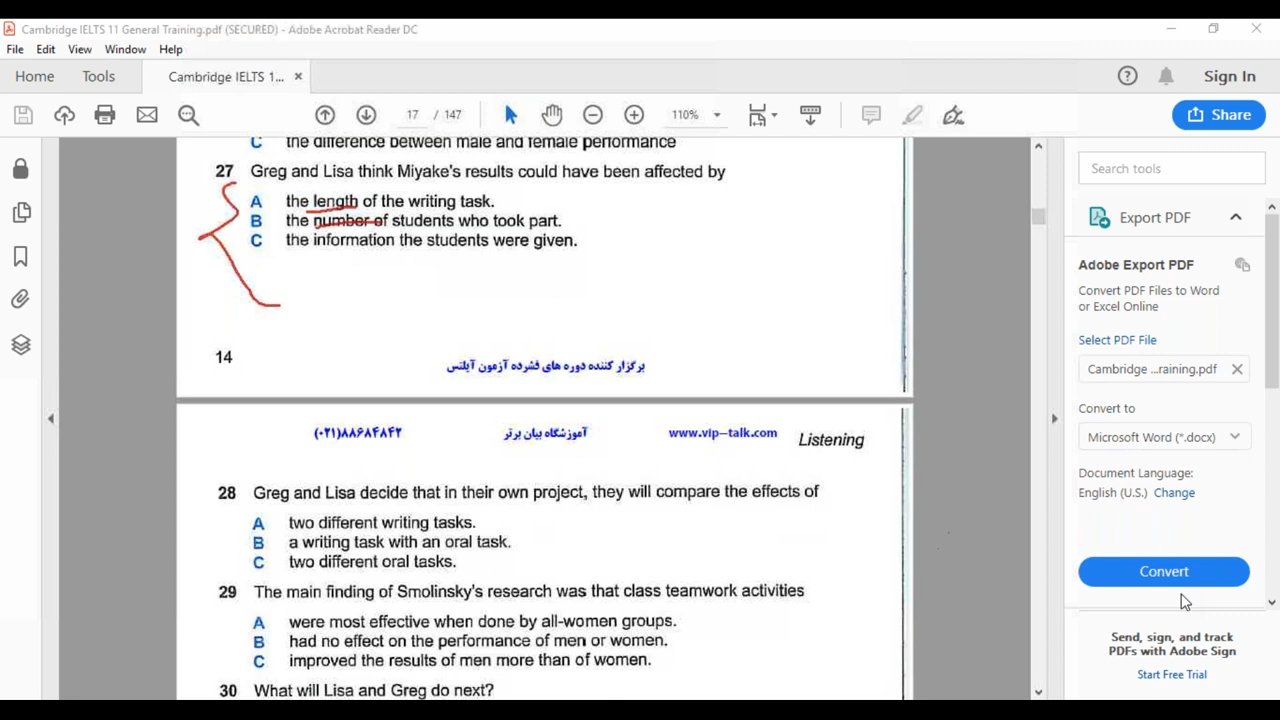 Cambridge IELTS 11 General Training.pdf (SECURED) - Adobe Acrobat Reader DC
File Edit View Window Help
Home Tools Cambridge IELTS 1... × Sign In
17 / 147 110% Share
C the difference between male and female performance
27 Greg and Lisa think Miyake's results could have been affected by
A the length of the writing task.
B the number of students who took part.
C the information the students were given.
14
برگزار کننده دوره های فشرده آزمون آیلتس
(۰۲۱)۸۸۶۸۴۸۴۲ آموزشگاه بیان برتر www.vip-talk.com Listening
28 Greg and Lisa decide that in their own project, they will compare the effects of
A two different writing tasks.
B a writing task with an oral task.
C two different oral tasks.
29 The main finding of Smolinsky's research was that class teamwork activities
A were most effective when done by all-women groups.
B had no effect on the performance of men or women.
C improved the results of men more than of women.
30 What will Lisa and Greg do next?
Search tools
Export PDF
Adobe Export PDF
Convert PDF Files to Word
or Excel Online
Select PDF File
Cambridge ...raining.pdf ×
Convert to
Microsoft Word (*.docx)
Document Language:
English (U.S.) Change
Convert
Send, sign, and track
PDFs with Adobe Sign
Start Free Trial